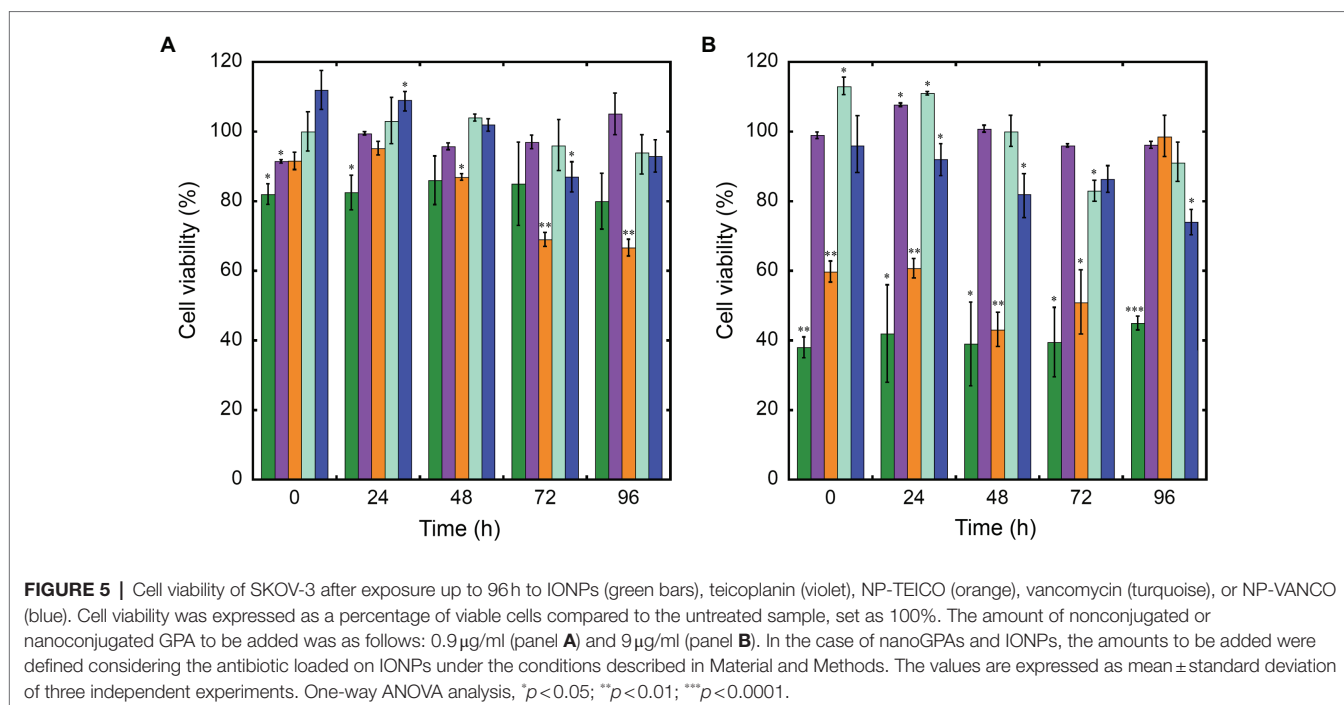 A
B
120
100
80
60
40
20
0
Cell viability (%)
* * * * * ** ** *
0 24 48 72 96
Time (h)
120
100
80
60
40
20
0
Cell viability (%)
** ** * * * ** * * * ** * * * * *** *
0 24 48 72 96
Time (h)
FIGURE 5 | Cell viability of SKOV-3 after exposure up to 96 h to IONPs (green bars), teicoplanin (violet), NP-TEICO (orange), vancomycin (turquoise), or NP-VANCO
(blue). Cell viability was expressed as a percentage of viable cells compared to the untreated sample, set as 100%. The amount of nonconjugated or
nanoconjugated GPA to be added was as follows: 0.9 μg/ml (panel A) and 9 μg/ml (panel B). In the case of nanoGPAs and IONPs, the amounts to be added were
defined considering the antibiotic loaded on IONPs under the conditions described in Material and Methods. The values are expressed as mean ± standard deviation
of three independent experiments. One-way ANOVA analysis, *p < 0.05; **p < 0.01; ***p < 0.0001.